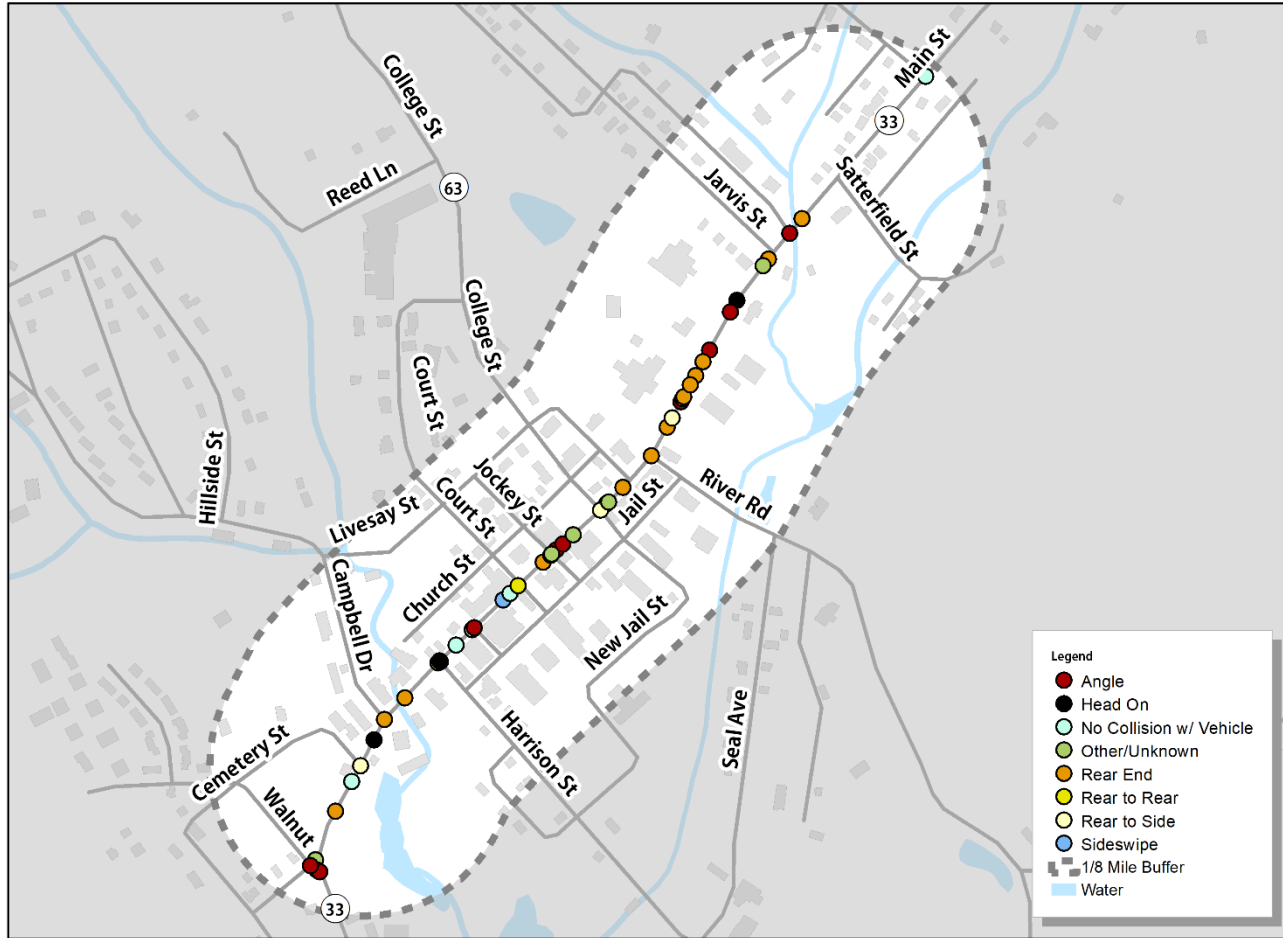 Main St
College St
33
Reed Ln
63
Jarvis St
Satterfield St
College St
Court St
Hillside St
Jockey St
Court St
Jail St
River Rd
Livesay St
Church St
Campbell Dr
New Jail St
Harrison St
Seal Ave
Cemetery St
Walnut
33
Legend
Angle
Head On
No Collision w/ Vehicle
Other/Unknown
Rear End
Rear to Rear
Rear to Side
Sideswipe
1/8 Mile Buffer
Water